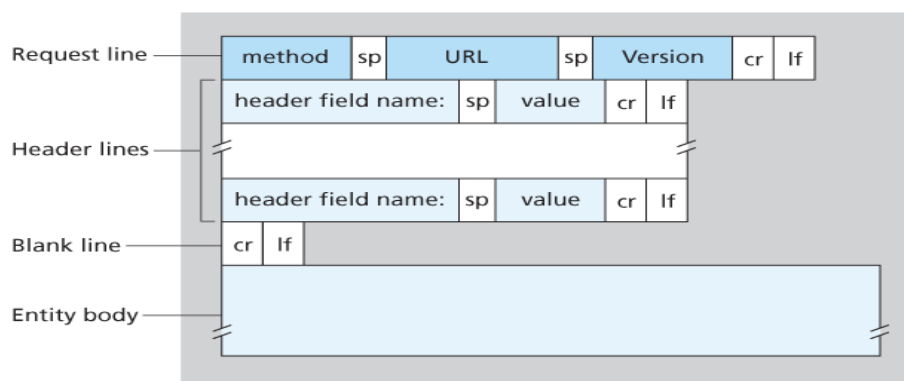 Request line method sp URL sp Version cr lf
header field name: sp value cr lf
Header lines
header field name: sp value cr lf
Blank line cr lf
Entity body